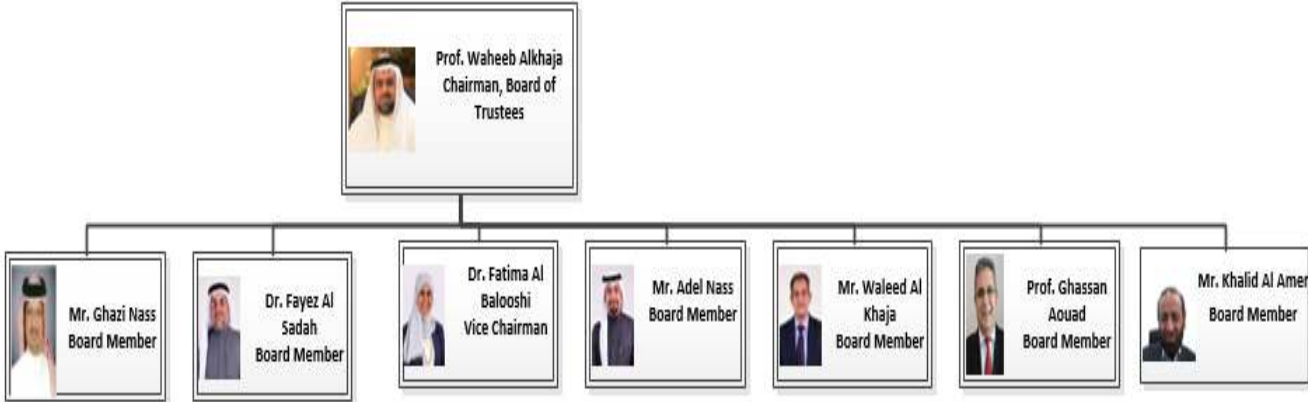 Prof. Waheeb Alkhaja
Chairman, Board of
Trustees
Mr. Ghazi Nass
Board Member
Dr. Fayez Al
Sadah
Board Member
Dr. Fatima Al
Balooshi
Vice Chairman
Mr. Adel Nass
Board Member
Mr. Waleed Al
Khaja
Board Member
Prof. Ghassan
Aouad
Board Member
Mr. Khalid Al Amer
Board Member